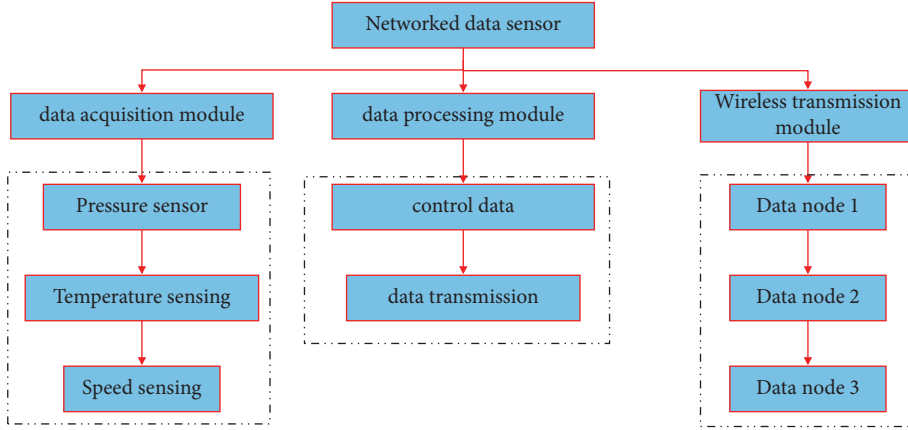 Networked data sensor
data acquisition module
data processing module
Wireless transmission
module
Pressure sensor
control data
Data node 1
Temperature sensing
data transmission
Data node 2
Speed sensing
Data node 3